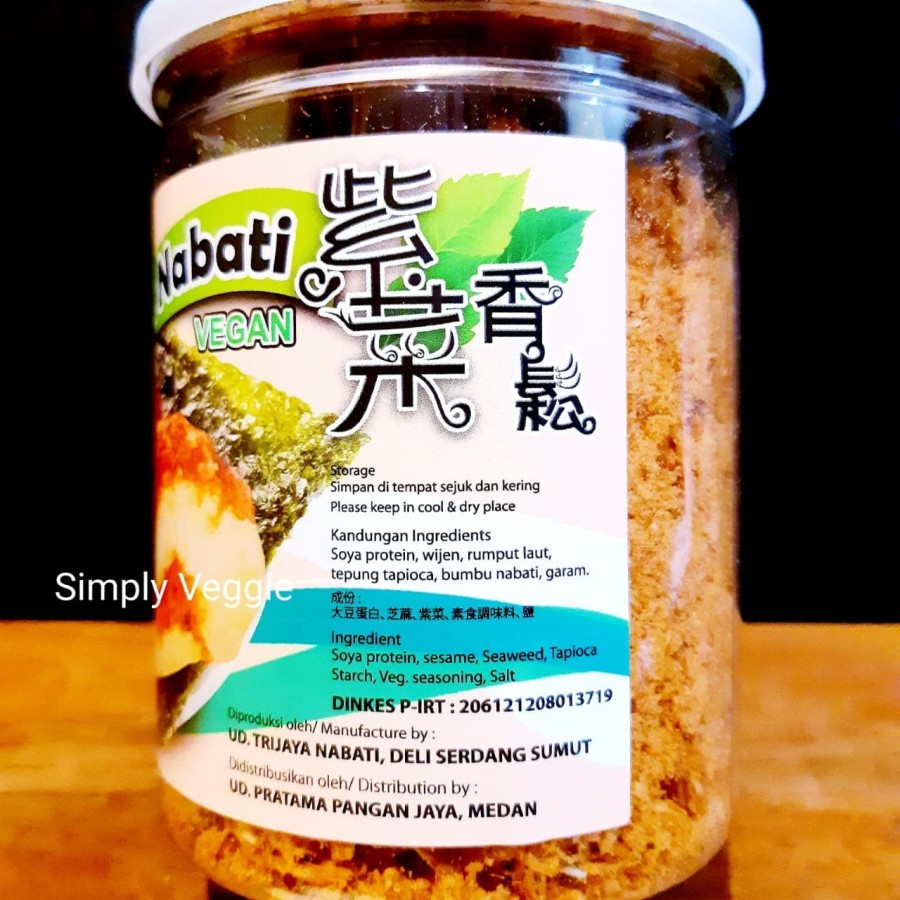 Nabati
VEGAN
紫菜
香鬆
Storage
Simpan di tempat sejuk dan kering
Please keep in cool & dry place
Kandungan Ingredients
Soya protein, wijen, rumput laut,
tepung tapioca, bumbu nabati, garam.
成份 :
大豆蛋白、芝蔴、紫菜、素食調味料、鹽
Ingredient
Soya protein, sesame, Seaweed, Tapioca
Starch, Veg. seasoning, Salt
DINKES P-IRT : 206121208013719
Diproduksi oleh/ Manufacture by :
UD. TRIJAYA NABATI, DELI SERDANG SUMUT
Didistribusikan oleh/ Distribution by :
UD. PRATAMA PANGAN JAYA, MEDAN
Simply Veggie